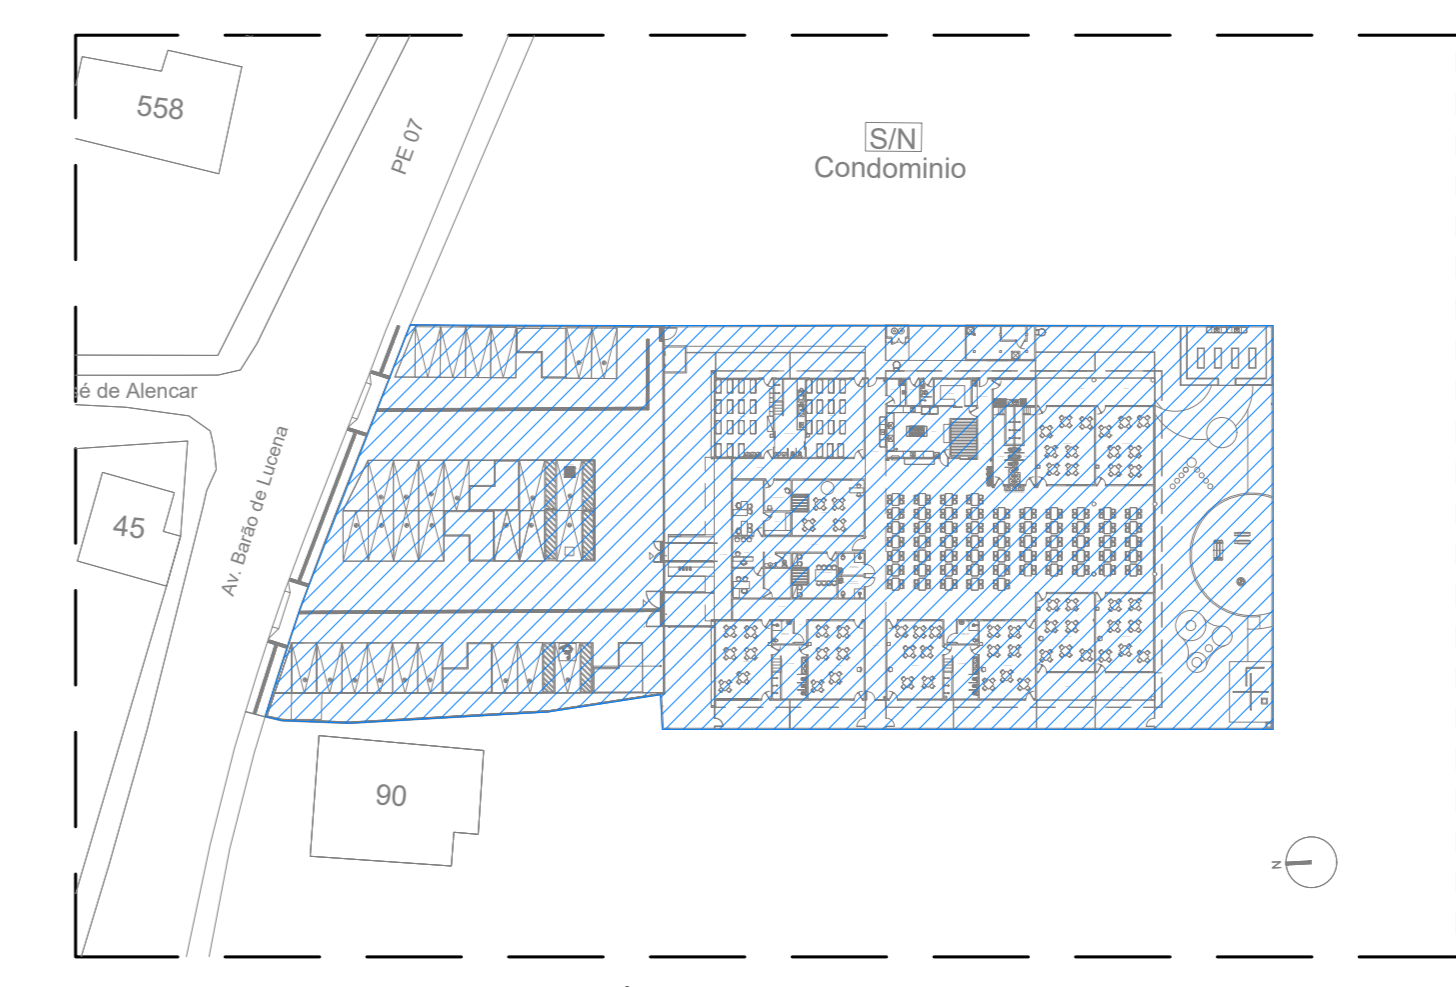 558
PE 07
S/N
Condominio
é de Alencar
Av. Barão de Lucena
45
90
N